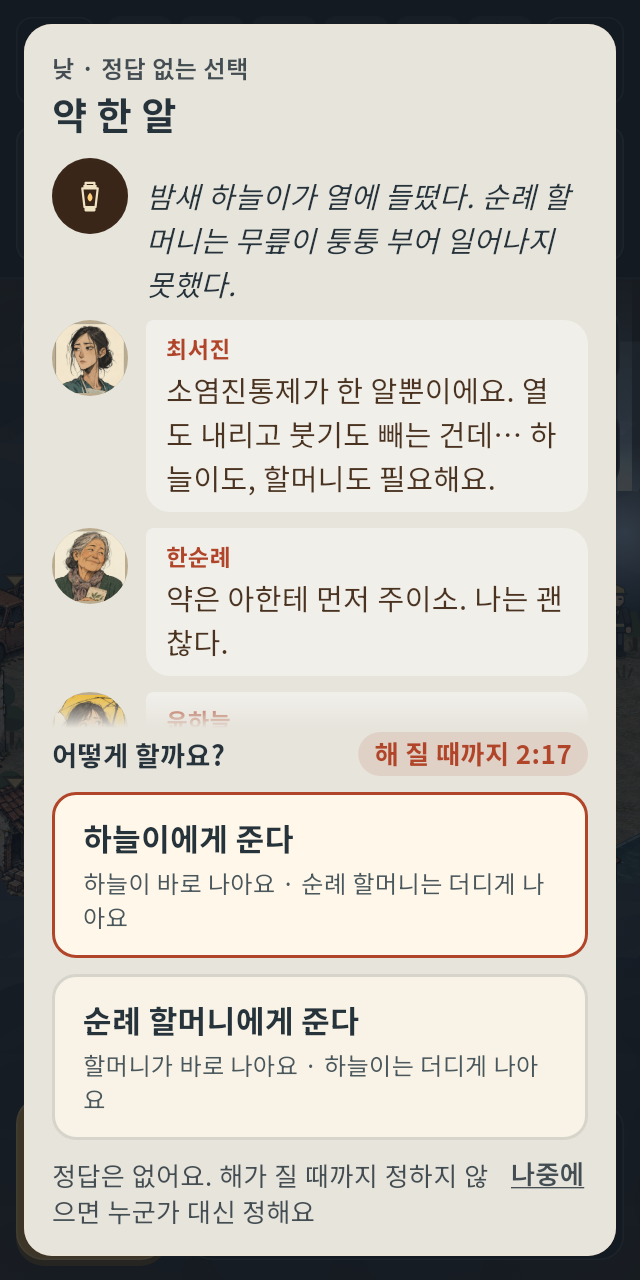 낮 · 정답 없는 선택
약 한 알
밤새 하늘이가 열에 들떴다. 순례 할
머니는 무릎이 퉁퉁 부어 일어나지
못했다.
최서진
소염진통제가 한 알뿐이에요. 열
도 내리고 붓기도 빼는 건데… 하
늘이도, 할머니도 필요해요.
한순례
약은 아한테 먼저 주이소. 나는 괜
찮다.
유하늘
어떻게 할까요?
해 질 때까지 2:17
하늘이에게 준다
하늘이 바로 나아요 · 순례 할머니는 더디게 나
아요
순례 할머니에게 준다
할머니가 바로 나아요 · 하늘이는 더디게 나아
요
정답은 없어요. 해가 질 때까지 정하지 않
으면 누군가 대신 정해요
나중에